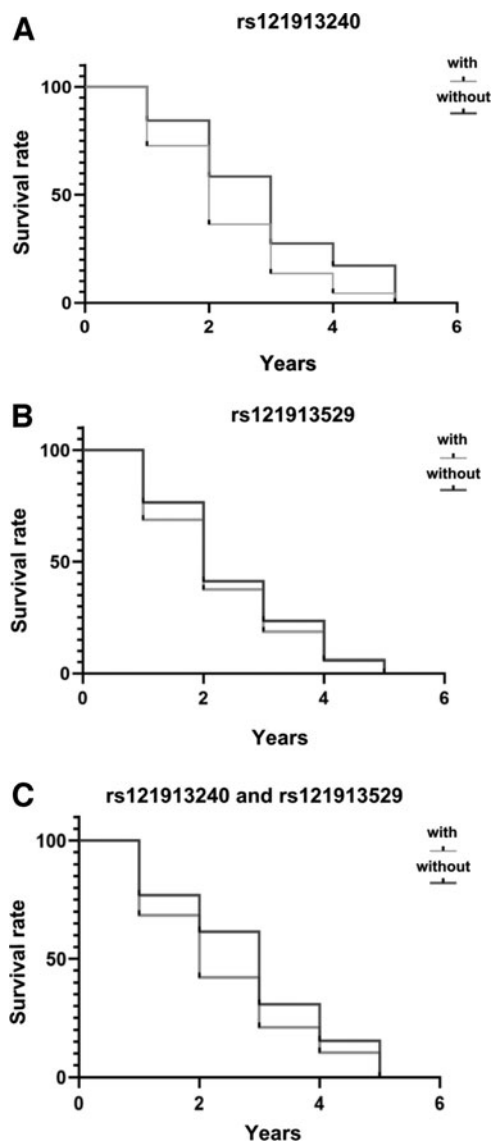 A
rs121913240
with
without
100
50
0
Survival rate
0 2 4 6
Years
B
rs121913529
with
without
100
50
0
Survival rate
0 2 4 6
Years
C
rs121913240 and rs121913529
with
without
100
50
0
Survival rate
0 2 4 6
Years